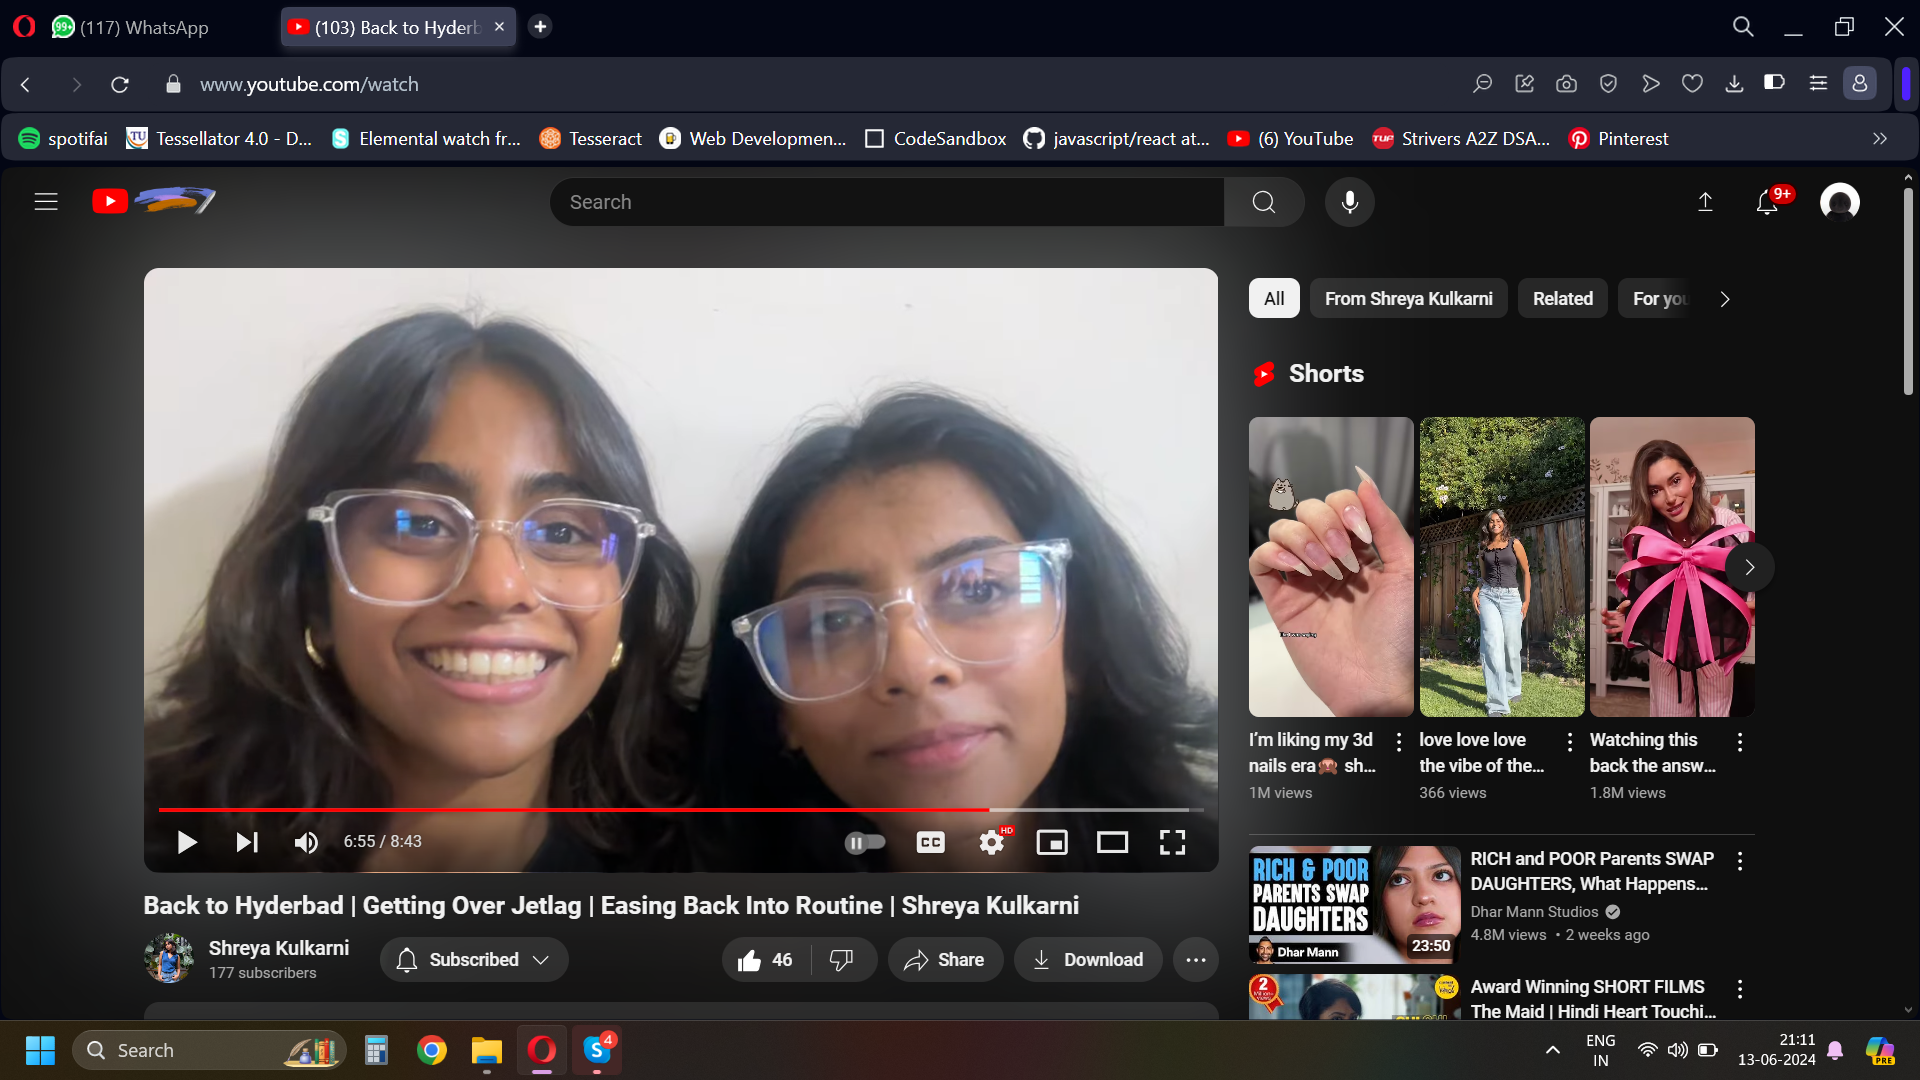 99+ (117) WhatsApp
(103) Back to Hyderb
www.youtube.com/watch
spotifai
Tessellator 4.0 - D...
Elemental watch fr...
Tesseract
Web Developmen...
CodeSandbox
javascript/react at...
(6) YouTube
Strivers A2Z DSA...
Pinterest
Search
9+
All
From Shreya Kulkarni
Related
For you
Shorts
I'm liking my 3d
nails era🙈 sh...
1M views
love love love
the vibe of the...
366 views
Watching this
back the answ...
1.8M views
6:55 / 8:43
CC
HD
Back to Hyderbad | Getting Over Jetlag | Easing Back Into Routine | Shreya Kulkarni
Shreya Kulkarni
177 subscribers
Subscribed
46
Share
Download
RICH & POOR
PARENTS SWAP
DAUGHTERS
Dhar Mann
23:50
RICH and POOR Parents SWAP
DAUGHTERS, What Happens...
Dhar Mann Studios
4.8M views • 2 weeks ago
2
Award Winning SHORT FILMS
The Maid | Hindi Heart Touchi...
Search
4
ENG
IN
21:11
13-06-2024
PRE